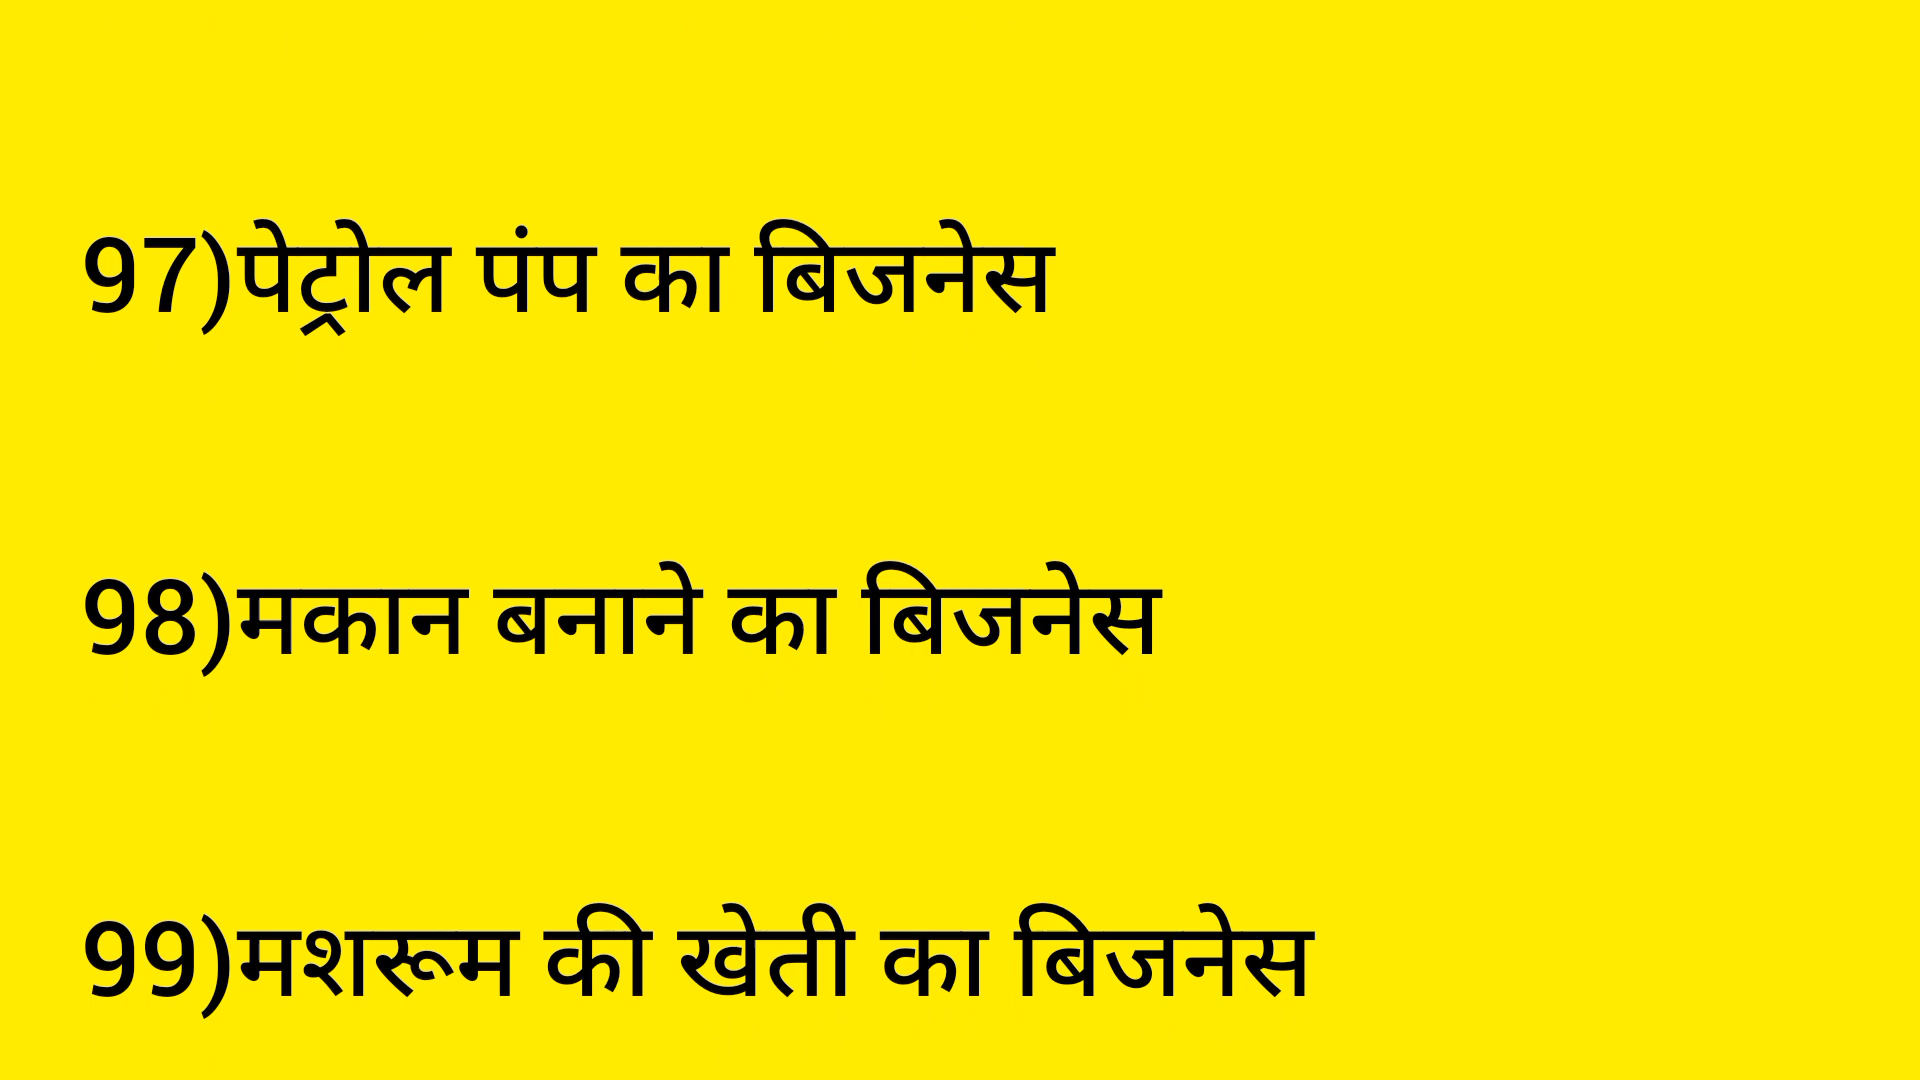 97)पेट्रोल पंप का बिजनेस
98)मकान बनाने का बिजनेस
99)मशरूम की खेती का बिजनेस